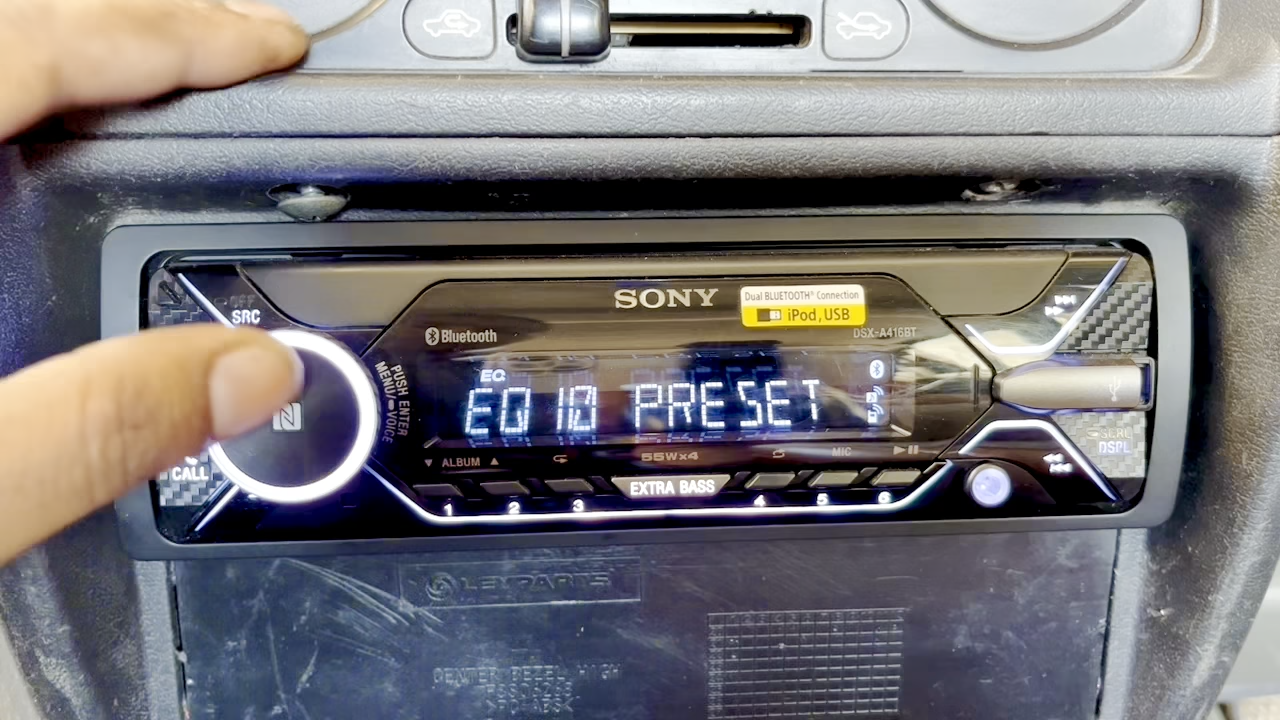 OFF
SRC
SONY
Dual BLUETOOTH® Connection
iPod, USB
Bluetooth
DSX-A416BT
PUSH ENTER
MENU/ VOICE
EQ
EQ10 PRESET
CALL
SCRL
DSPL
▼ ALBUM ▲
55Wx4
MIC
EXTRA BASS
1 2 3 4 5 6